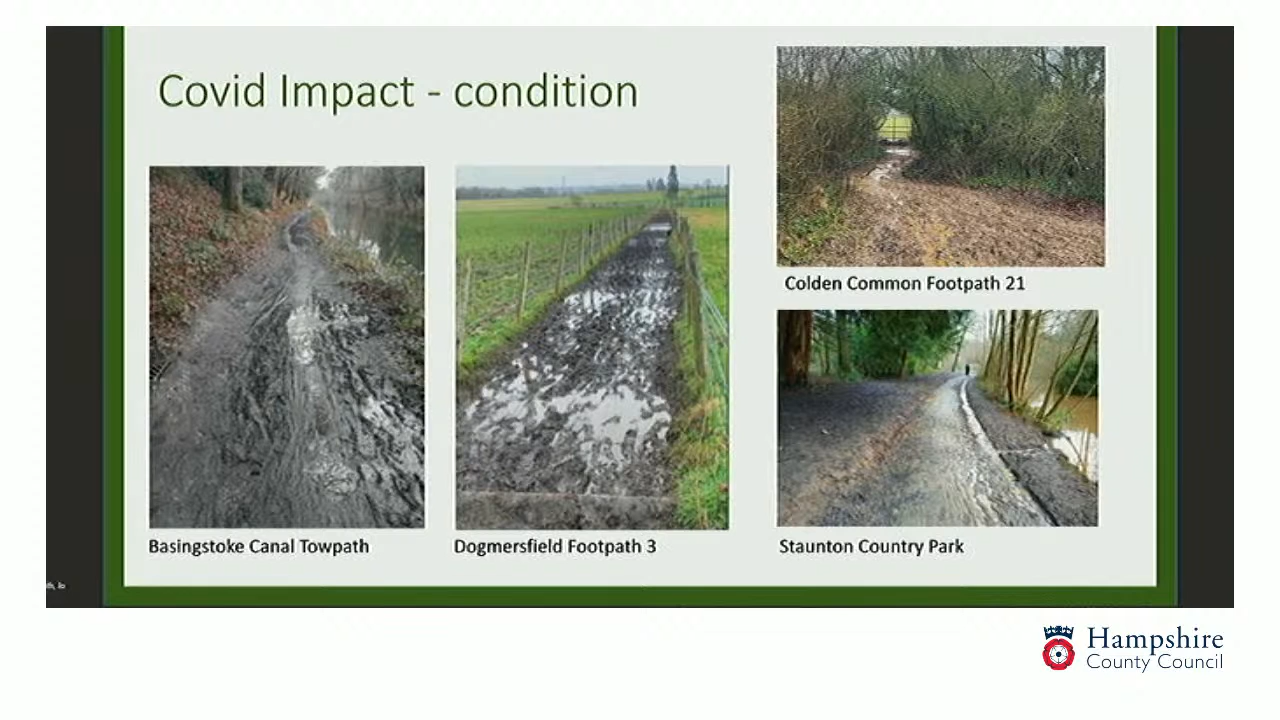 Covid Impact - condition
Colden Common Footpath 21
Basingstoke Canal Towpath
Dogmersfield Footpath 3
Staunton Country Park
Hampshire
County Council